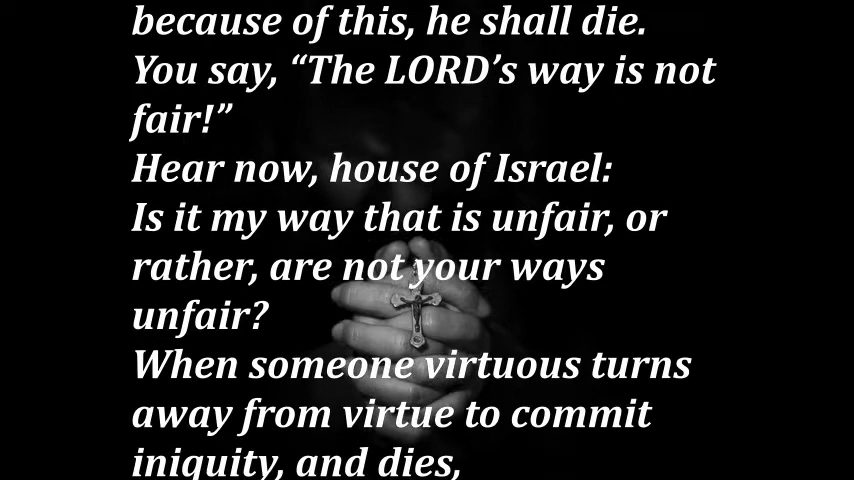 because of this, he shall die.
You say, “The LORD’s way is not
fair!”
Hear now, house of Israel:
Is it my way that is unfair, or
rather, are not your ways
unfair?
When someone virtuous turns
away from virtue to commit
iniquity, and dies,